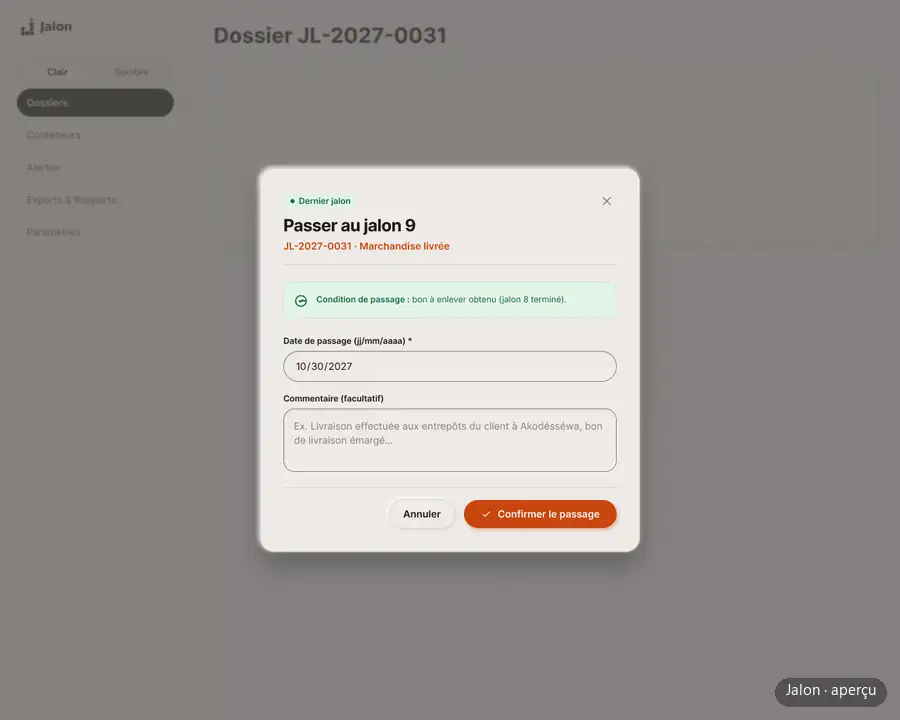 Jalon
Dossier JL-2027-0031
Clair
Sombre
Dossiers
Conteneurs
Alertes
Exports & Rapports
Paramètres
Dernier jalon
Passer au jalon 9
JL-2027-0031 · Marchandise livrée
Condition de passage : bon à enlever obtenu (jalon 8 terminé).
Date de passage (jj/mm/aaaa) *
10/30/2027
Commentaire (facultatif)
Ex. Livraison effectuée aux entrepôts du client à Akodésséwa, bon
de livraison émargé...
Annuler
Confirmer le passage
Jalon · aperçu